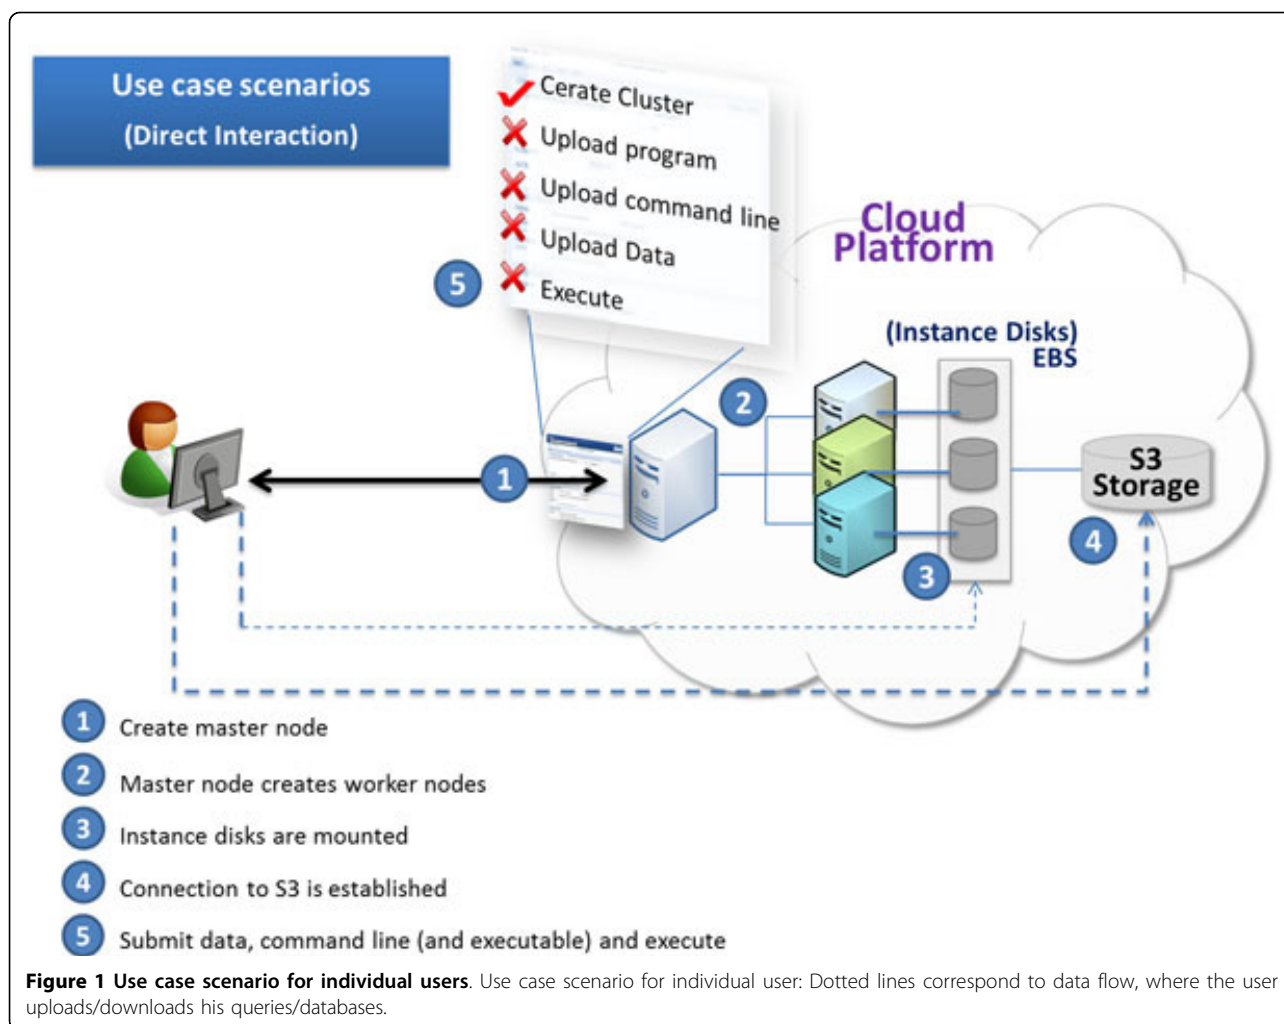 Use case scenarios
(Direct Interaction)
Cerate Cluster
Upload program
Upload command line
Upload Data
Execute
5
Cloud
Platform
(Instance Disks)
EBS
2
1
S3
Storage
4
3
1 Create master node
2 Master node creates worker nodes
3 Instance disks are mounted
4 Connection to S3 is established
5 Submit data, command line (and executable) and execute
Figure 1 Use case scenario for individual users. Use case scenario for individual user: Dotted lines correspond to data flow, where the user
uploads/downloads his queries/databases.